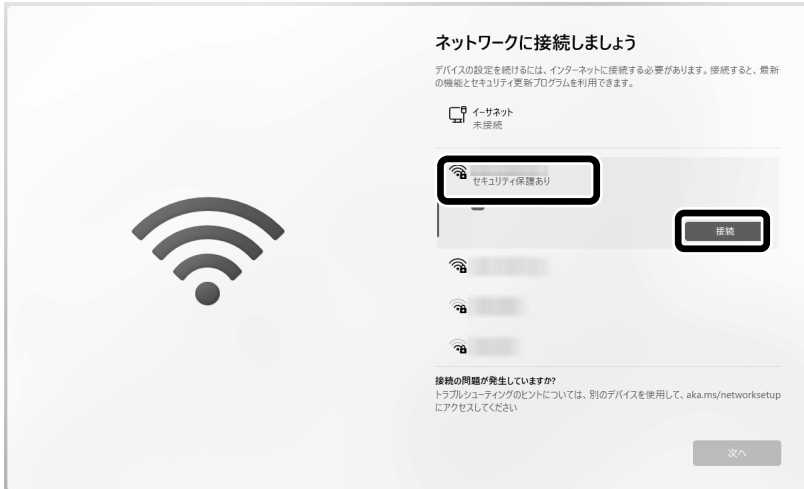 ネットワークに接続しましょう
デバイスの設定を続けるには、インターネットに接続する必要があります。接続すると、最新
の機能とセキュリティ更新プログラムを利用できます。
イーサネット
未接続
セキュリティ保護あり
接続
接続の問題が発生していますか?
トラブルシューティングのヒントについては、別のデバイスを使用して、aka.ms/networksetup
にアクセスしてください
次へ